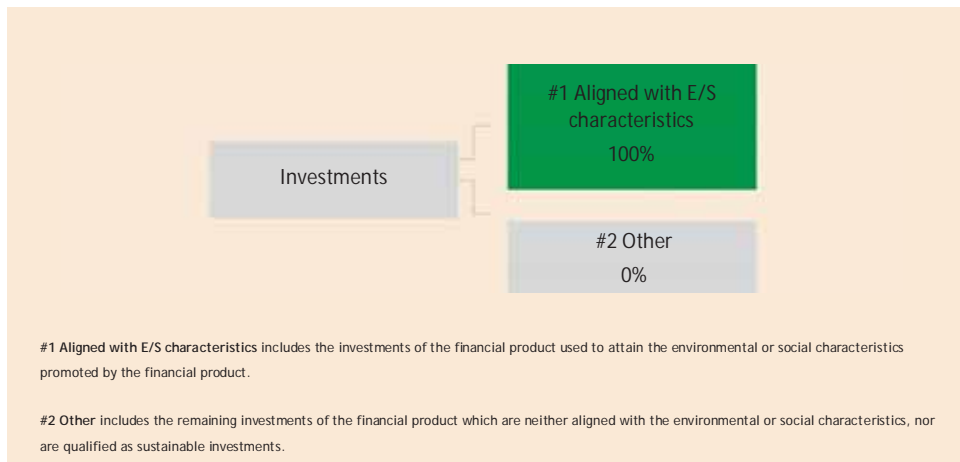 #1 Aligned with E/S
characteristics
100%
Investments
#2 Other
0%
#1 Aligned with E/S characteristics includes the investments of the financial product used to attain the environmental or social characteristics
promoted by the financial product.
#2 Other includes the remaining investments of the financial product which are neither aligned with the environmental or social characteristics, nor
are qualified as sustainable investments.